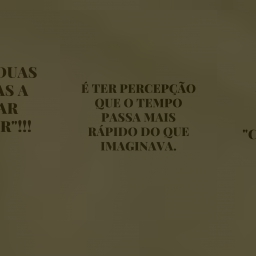 DUAS
AS A
AR
R"!!!
É TER PERCEPÇÃO
QUE O TEMPO
PASSA MAIS
RÁPIDO DO QUE
IMAGINAVA.
"C